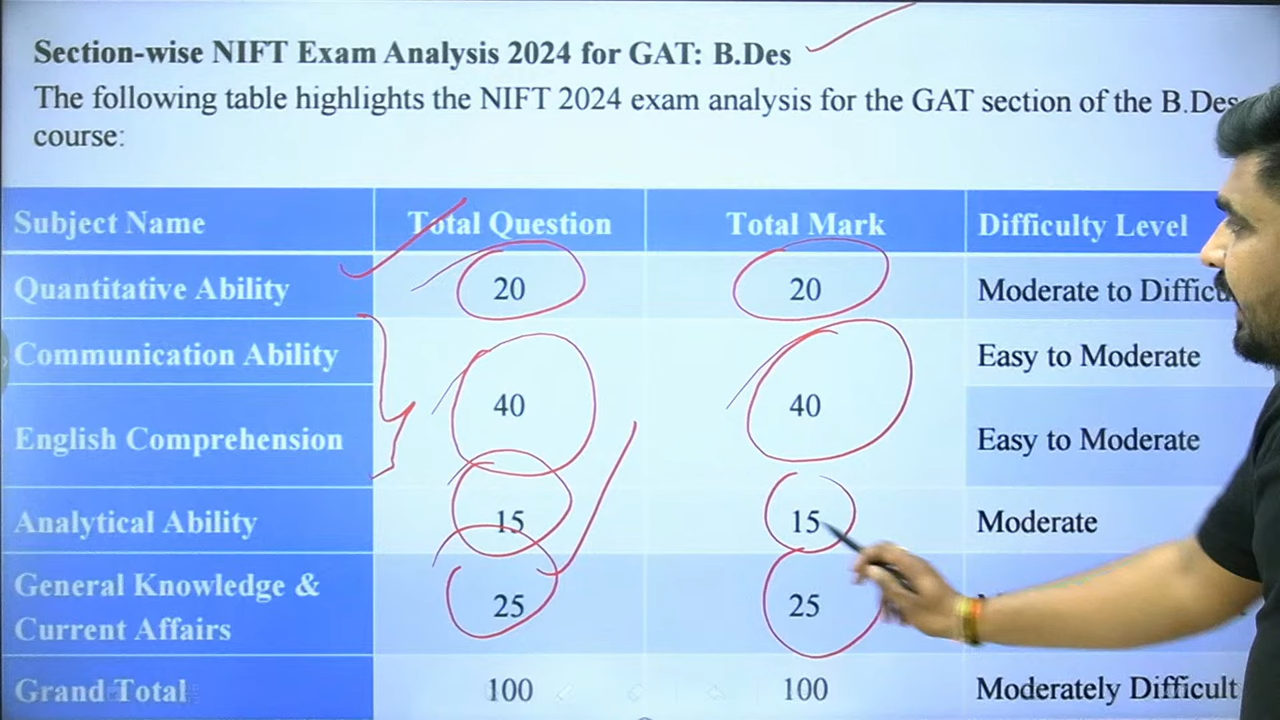 Section-wise NIFT Exam Analysis 2024 for GAT: B.Des
The following table highlights the NIFT 2024 exam analysis for the GAT section of the B.Des
course:
Subject Name Total Question Total Mark Difficulty Level
Quantitative Ability 20 20 Moderate to
Communication Ability Easy to Moderate
40 40
English Comprehension Easy to Moderate
Analytical Ability 15 15 Moderate
General Knowledge &
Current Affairs 25 25
Grand Total 100 100 Moderately Difficult